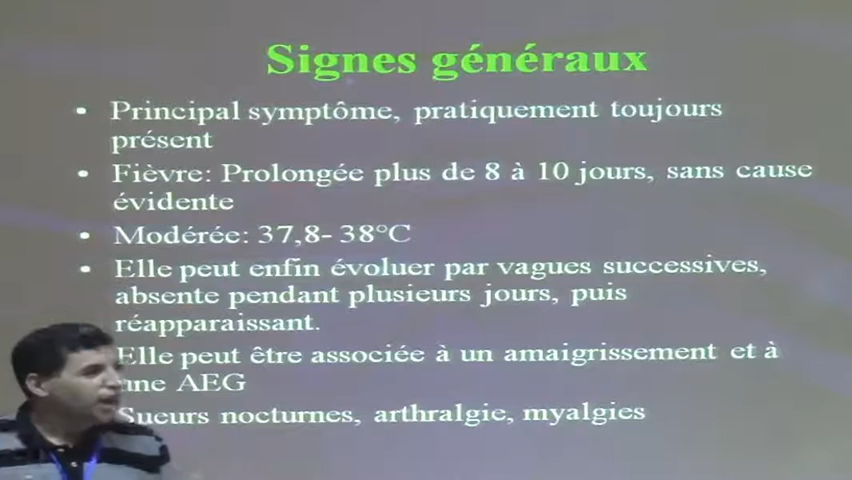 Signes généraux
• Principal symptôme, pratiquement toujours
présent
• Fièvre: Prolongée plus de 8 à 10 jours, sans cause
évidente
• Modérée: 37,8- 38°C
• Elle peut enfin évoluer par vagues successives,
absente pendant plusieurs jours, puis
réapparaissant.
Elle peut être associée à un amaigrissement et à
une AEG
Sueurs nocturnes, arthralgie, myalgies